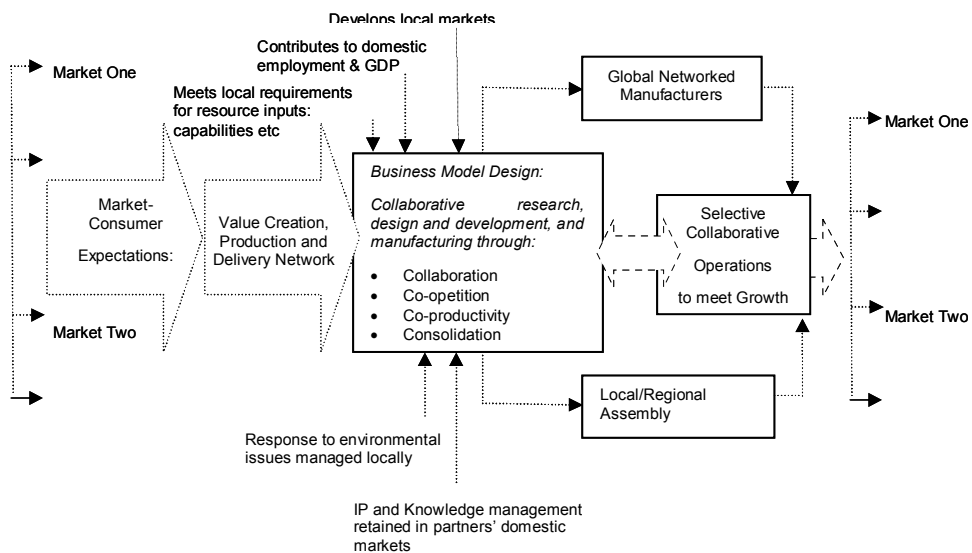 Develops local markets
Contributes to domestic
employment & GDP
Market One
Meets local requirements
for resource inputs:
capabilities etc
Market-
Consumer
Expectations:
Market Two
Value Creation,
Production and
Delivery Network
Business Model Design:
Collaborative research,
design and development, and
manufacturing through:
• Collaboration
• Co-opetition
• Co-productivity
• Consolidation
Response to environmental
issues managed locally
IP and Knowledge management
retained in partners’ domestic
markets
Global Networked
Manufacturers
Selective
Collaborative
Operations
to meet Growth
Local/Regional
Assembly
Market One
Market Two